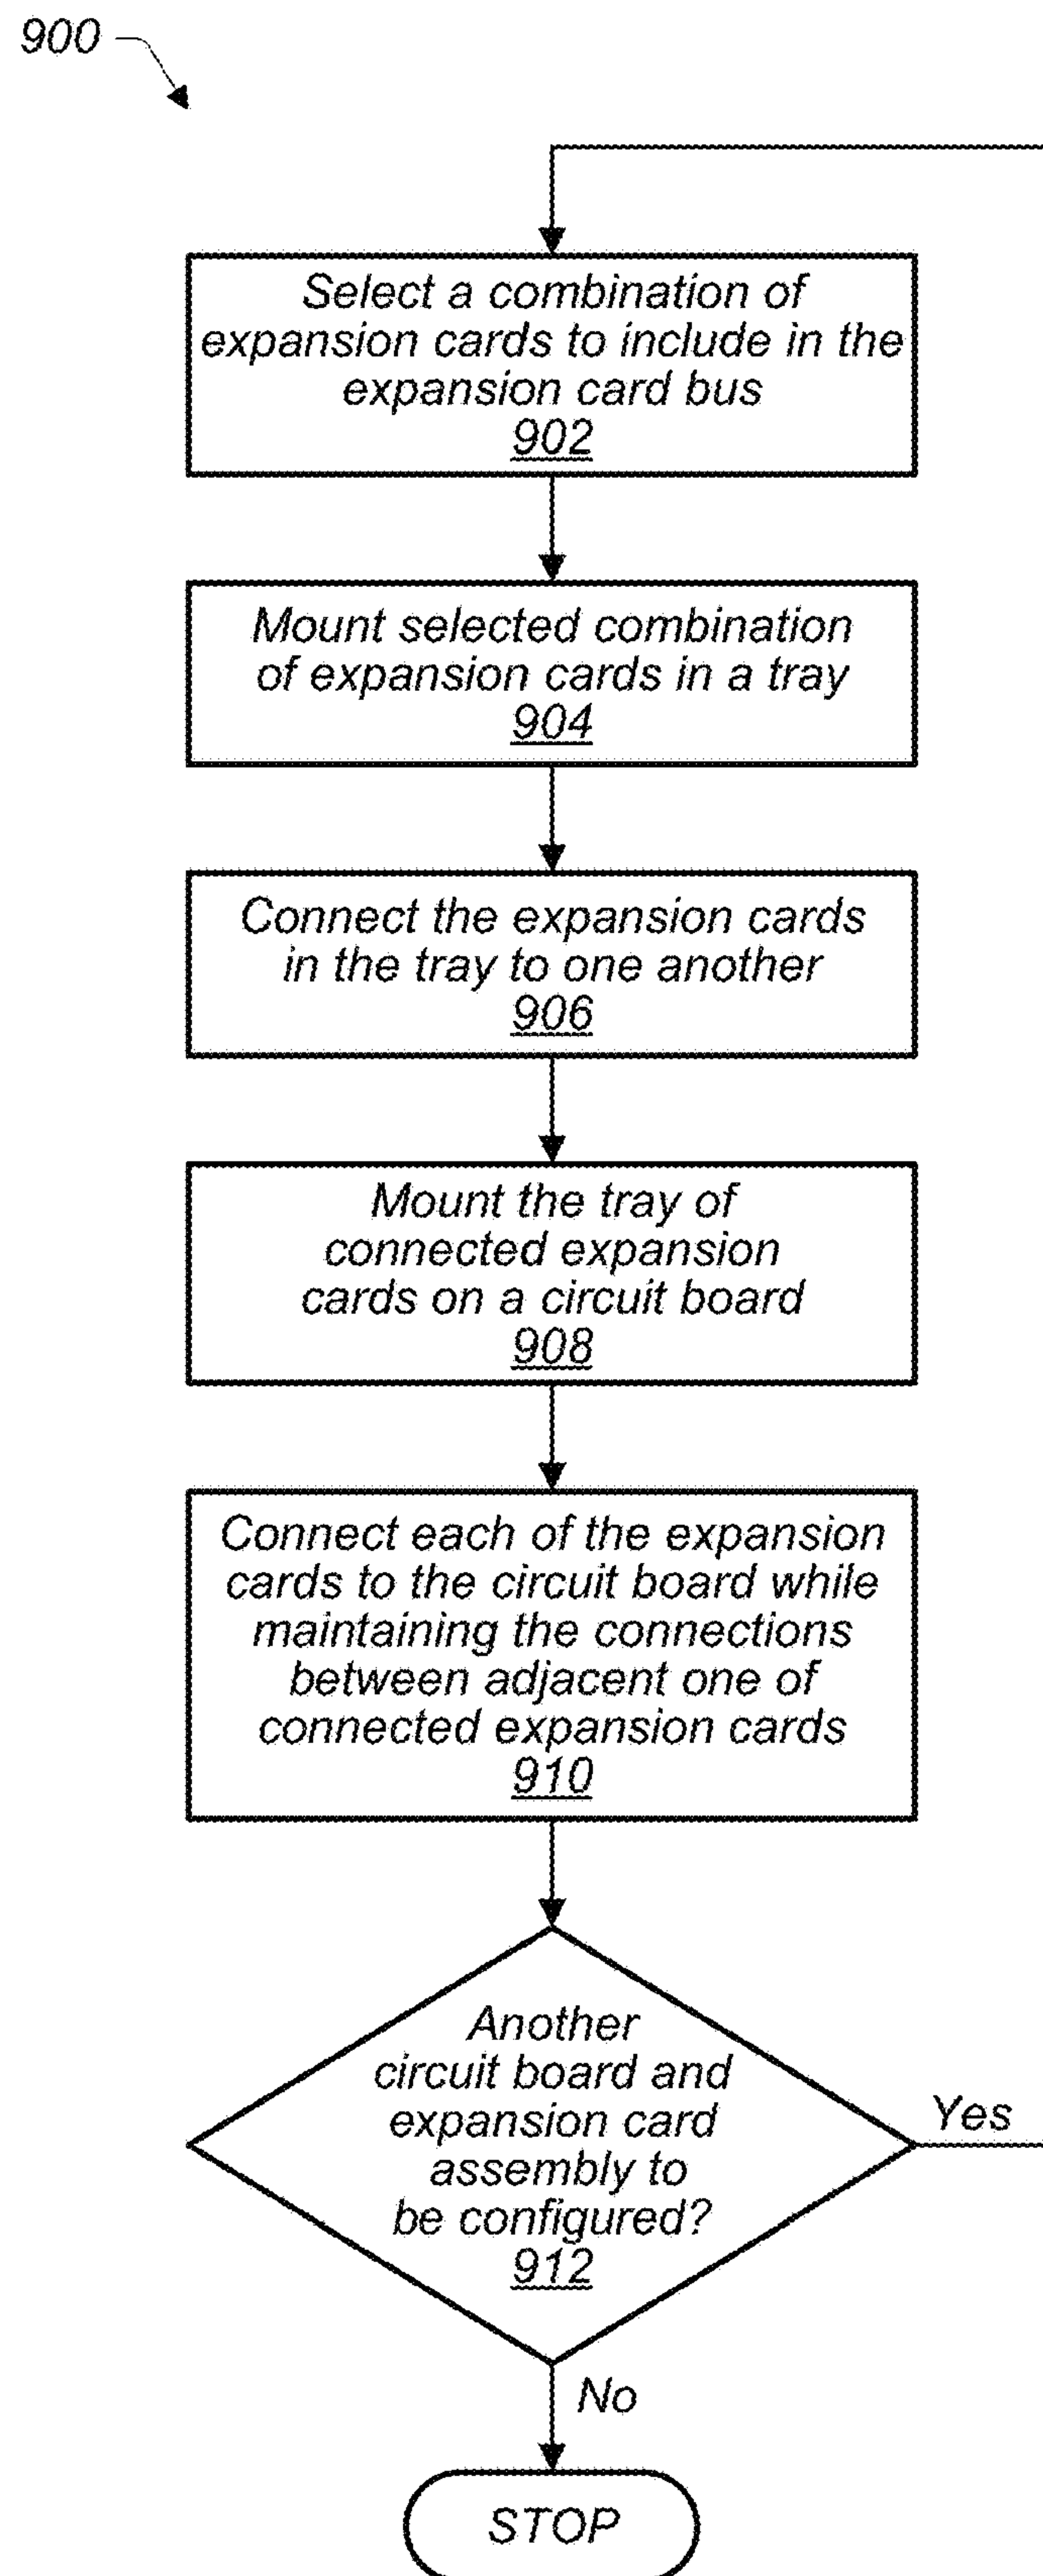 900
Select a combination of
expansion cards to include in the
expansion card bus
902
Mount selected combination
of expansion cards in a tray
904
Connect the expansion cards
in the tray to one another
906
Mount the tray of
connected expansion
cards on a circuit board
908
Connect each of the expansion
cards to the circuit board while
maintaining the connections
between adjacent one of
connected expansion cards
910
Another
circuit board and
expansion card
assembly to
be configured?
912
Yes
No
STOP